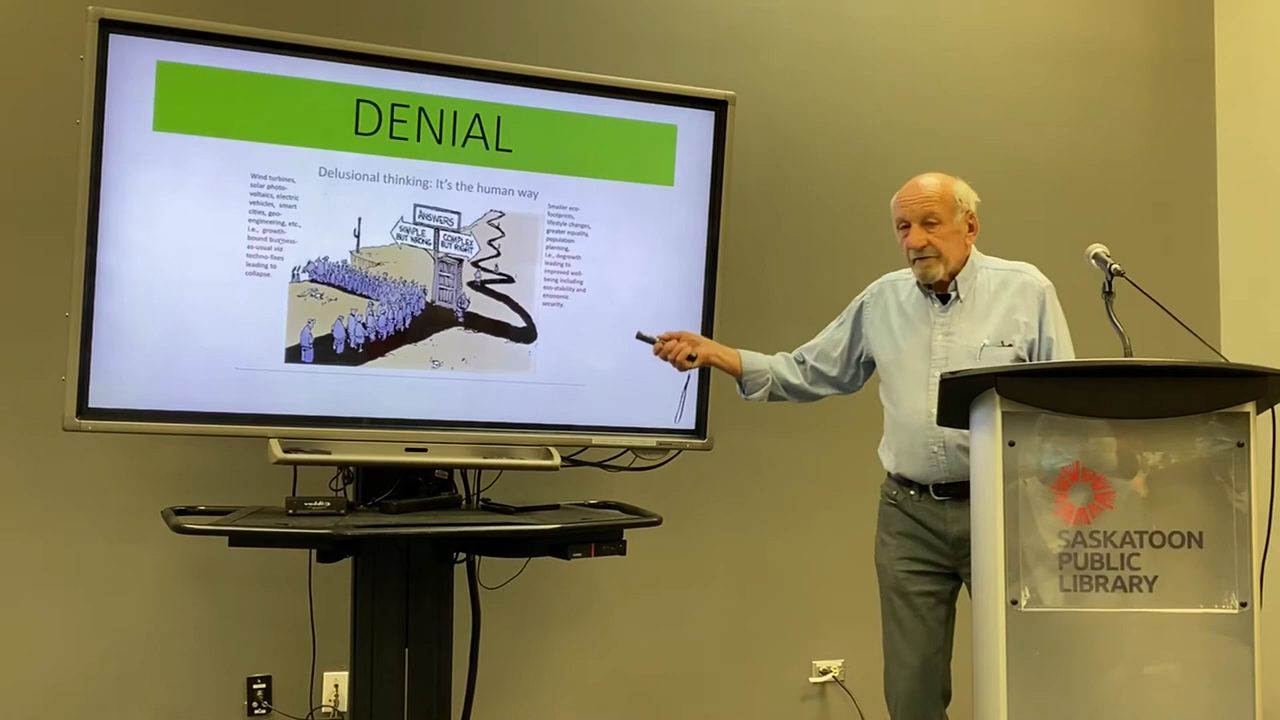 DENIAL
Delusional thinking: It's the human way
Wind turbines,
solar photo-
voltaics, electric
vehicles, smart
cities, geo-
engineering, etc.,
i.e., growth-
bound business-
as-usual via
techno-fixes
leading to
collapse.
ANSWERS
SIMPLE
BUT WRONG
COMPLEX
BUT RIGHT
Smaller eco-
footprints,
lifestyle changes,
greater equality,
population
planning,
i.e., degrowth
leading to
improved well-
being including
eco-stability and
economic
security.
SASKATOON
PUBLIC
LIBRARY